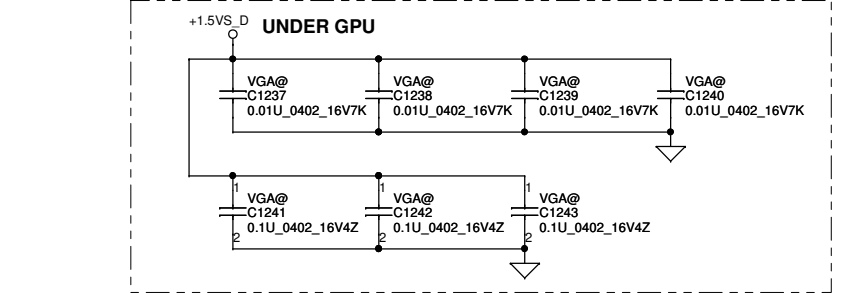 +1.5VS_D
UNDER GPU
VGA@ VGA@ VGA@ VGA@
C1237 C1238 C1239 C1240
0.01U_0402_16V7K 0.01U_0402_16V7K 0.01U_0402_16V7K 0.01U_0402_16V7K
1 1 1
VGA@ VGA@ VGA@
C1241 C1242 C1243
0.1U_0402_16V4Z 0.1U_0402_16V4Z 0.1U_0402_16V4Z
2 2 2